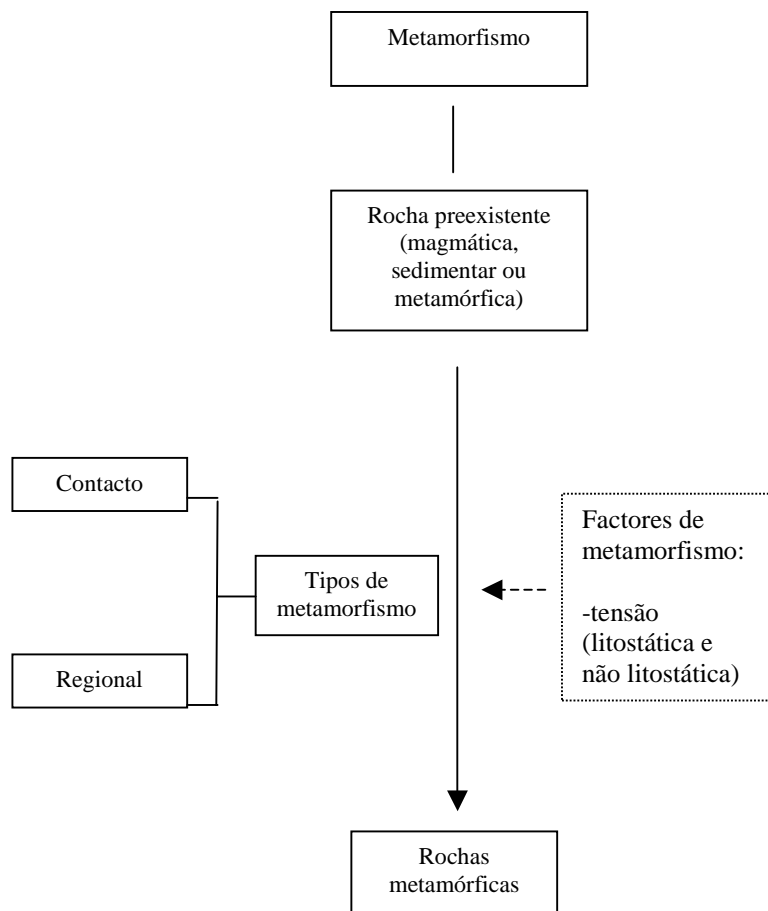 Metamorfismo
Rocha preexistente
(magmática,
sedimentar ou
metamórfica)
Contacto
Tipos de
metamorfismo
Regional
Factores de
metamorfismo:
-tensão
(litostática e
não litostática)
Rochas
metamórficas